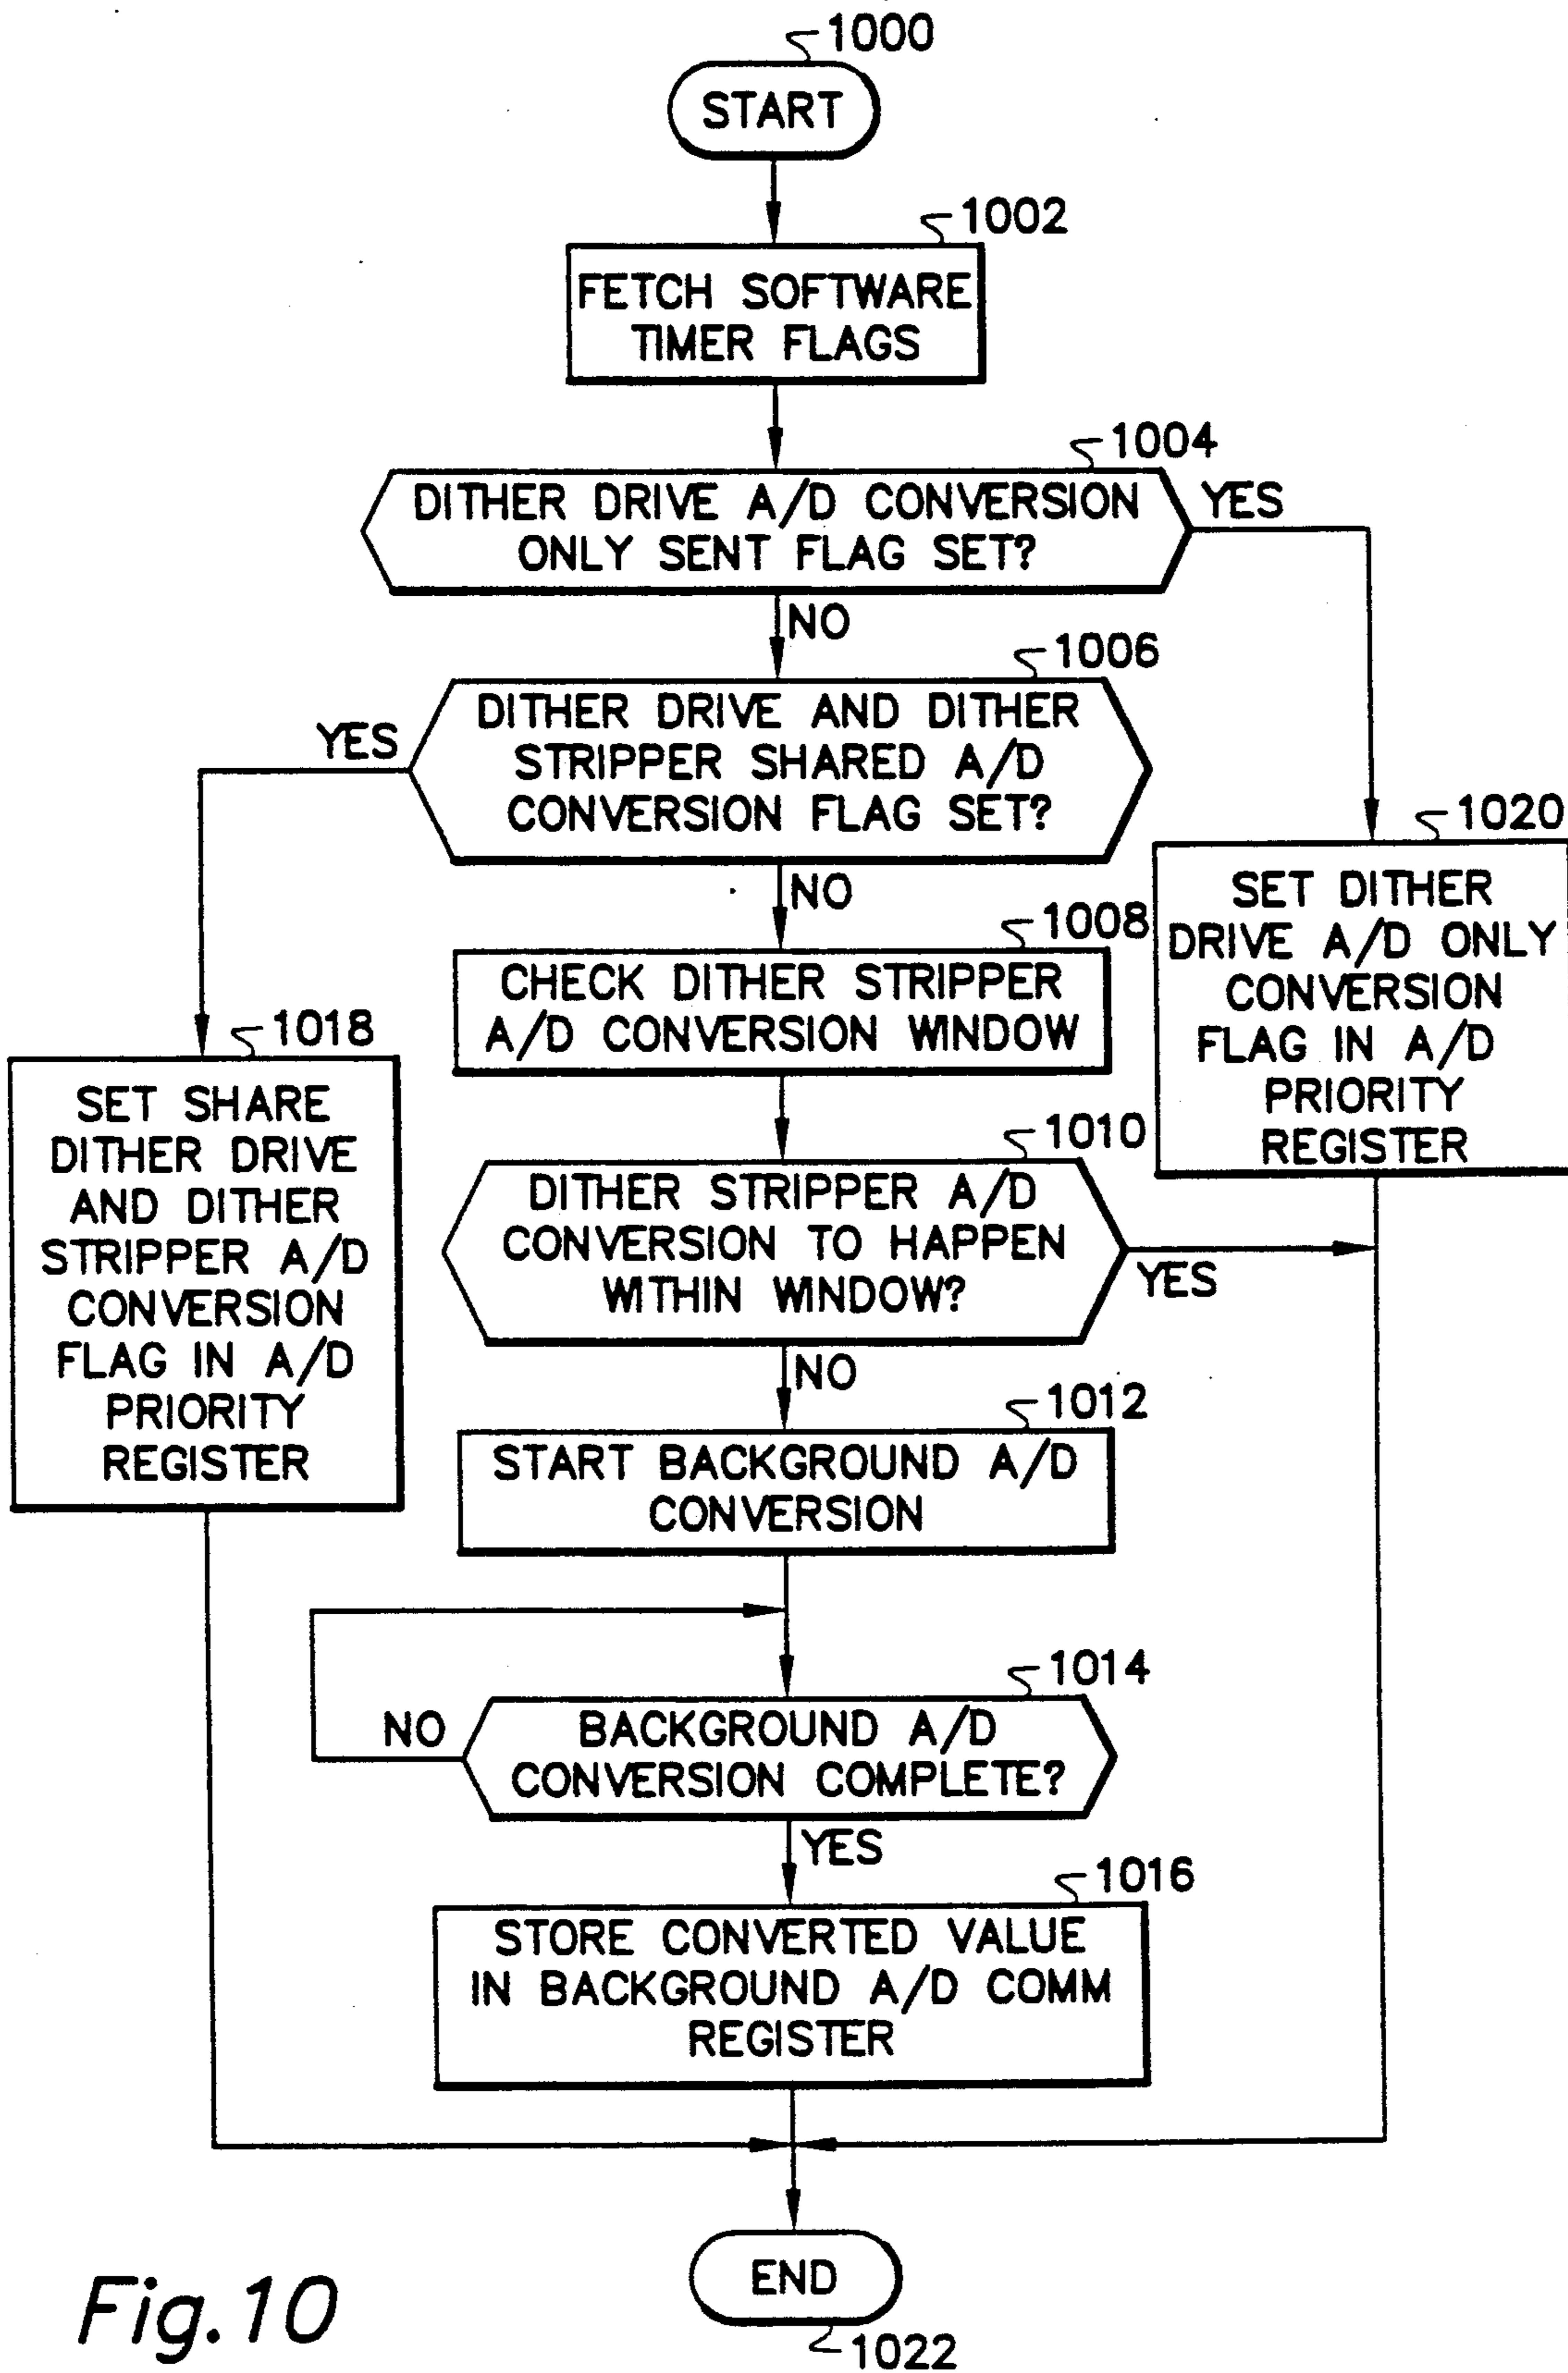 1000
START
1002
FETCH SOFTWARE
TIMER FLAGS
1004
DITHER DRIVE A/D CONVERSION
ONLY SENT FLAG SET?
YES
NO
1006
DITHER DRIVE AND DITHER
STRIPPER SHARED A/D
CONVERSION FLAG SET?
YES
NO
1020
SET DITHER
DRIVE A/D ONLY
CONVERSION
FLAG IN A/D
PRIORITY
REGISTER
1008
CHECK DITHER STRIPPER
A/D CONVERSION WINDOW
1018
SET SHARE
DITHER DRIVE
AND DITHER
STRIPPER A/D
CONVERSION
FLAG IN A/D
PRIORITY
REGISTER
1010
DITHER STRIPPER A/D
CONVERSION TO HAPPEN
WITHIN WINDOW?
YES
NO
1012
START BACKGROUND A/D
CONVERSION
1014
BACKGROUND A/D
CONVERSION COMPLETE?
NO
YES
1016
STORE CONVERTED VALUE
IN BACKGROUND A/D COMM
REGISTER
END
1022
Fig.10